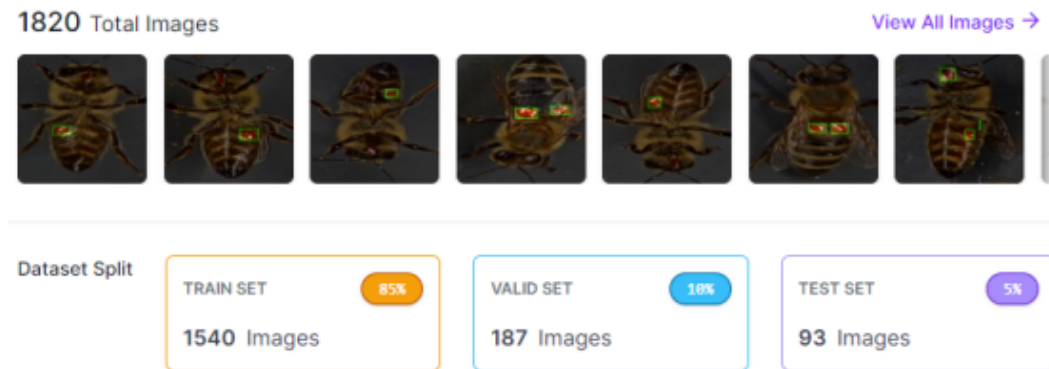 1820 Total Images
View All Images →
Dataset Split
TRAIN SET 85%
1540 Images
VALID SET 10%
187 Images
TEST SET 5%
93 Images